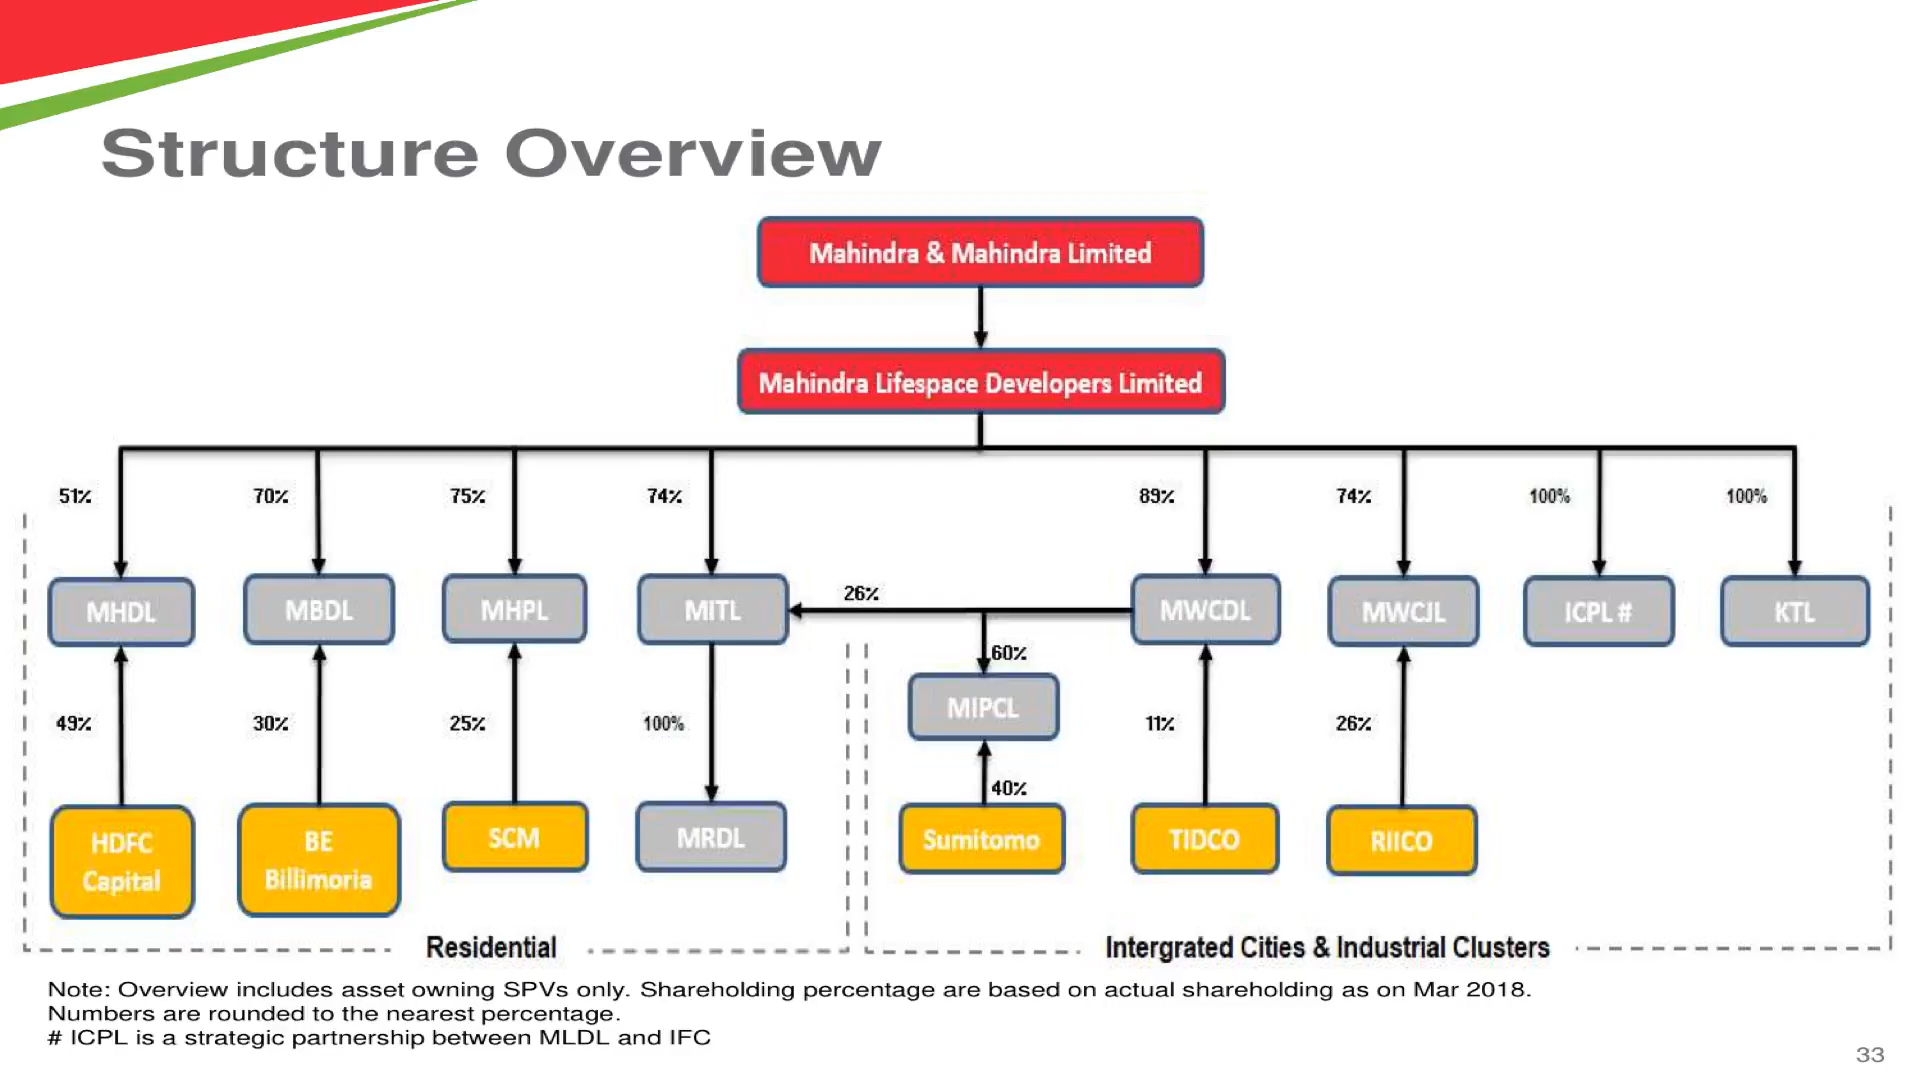 Structure Overview
Mahindra & Mahindra Limited
Mahindra Lifespace Developers Limited
51%
70%
75%
74%
89%
74%
100%
100%
MHDL
MBDL
MHPL
MITL
26%
MWCDL
MWCJL
ICPL #
KTL
60%
MIPCL
49%
30%
25%
100%
11%
26%
40%
HDFC
Capital
BE
Billimoria
SCM
MRDL
Sumitomo
TIDCO
RIICO
Residential
Intergrated Cities & Industrial Clusters
Note: Overview includes asset owning SPVs only. Shareholding percentage are based on actual shareholding as on Mar 2018.
Numbers are rounded to the nearest percentage.
# ICPL is a strategic partnership between MLDL and IFC
33